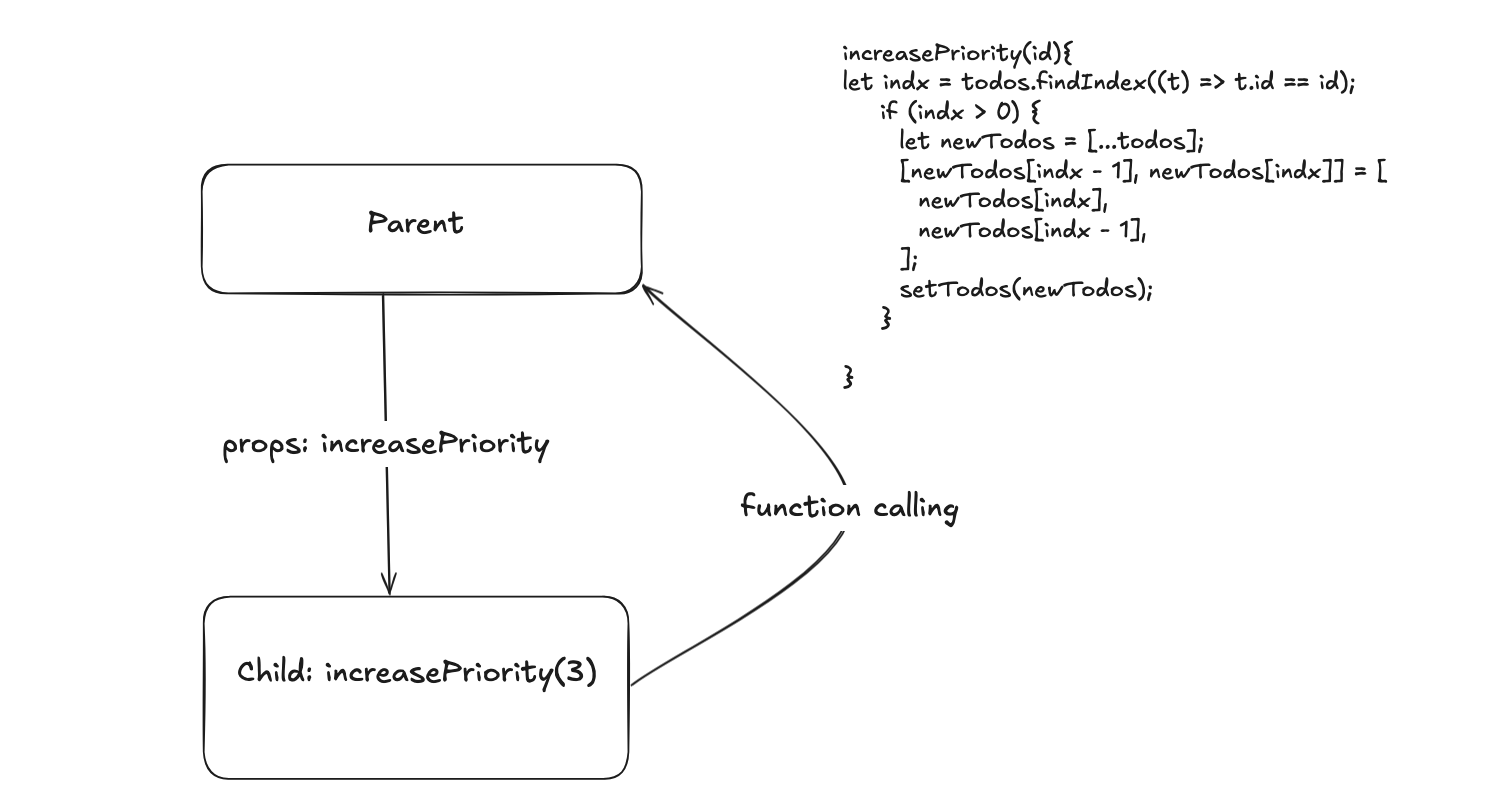 increasePriority(id){
let indx = todos.findIndex((t) => t.id == id);
if (indx > 0) {
let newTodos = [...todos];
[newTodos[indx - 1], newTodos[indx]] = [
newTodos[indx],
newTodos[indx - 1],
];
setTodos(newTodos);
}
}
Parent
props: increasePriority
function calling
Child: increasePriority(3)